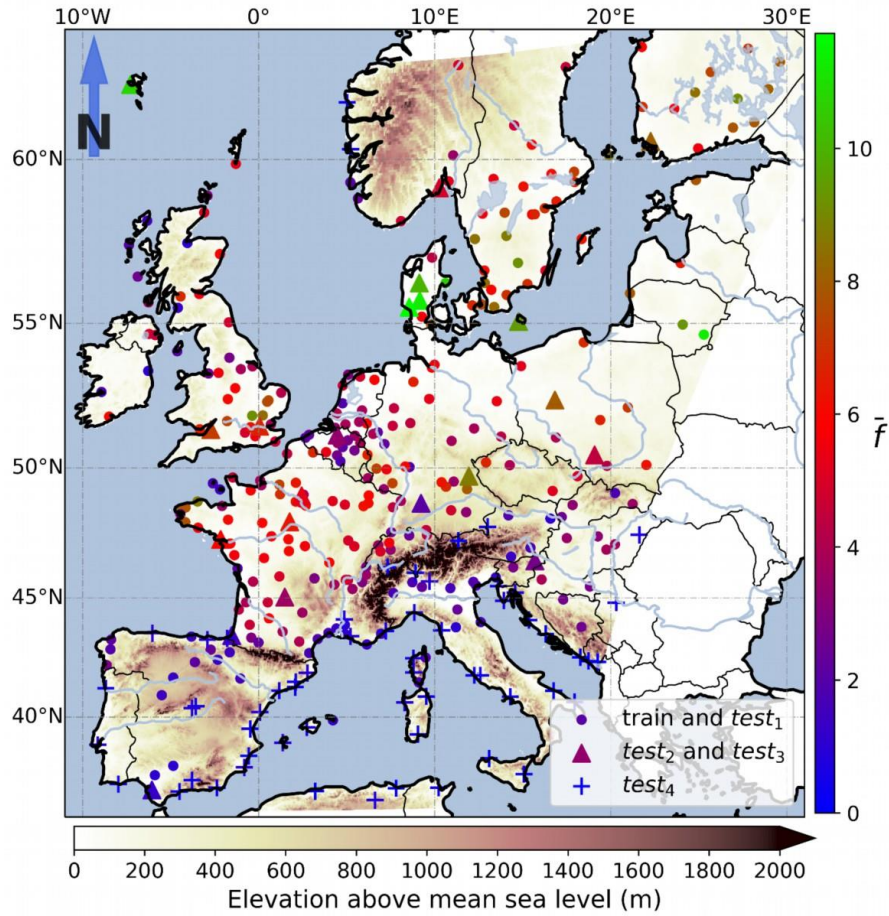 10°W 0° 10°E 20°E 30°E
N
60°N
55°N
50°N
45°N
40°N
10
8
6
4
2
0
f̄
train and test₁
test₂ and test₃
test₄
0 200 400 600 800 1000 1200 1400 1600 1800 2000
Elevation above mean sea level (m)